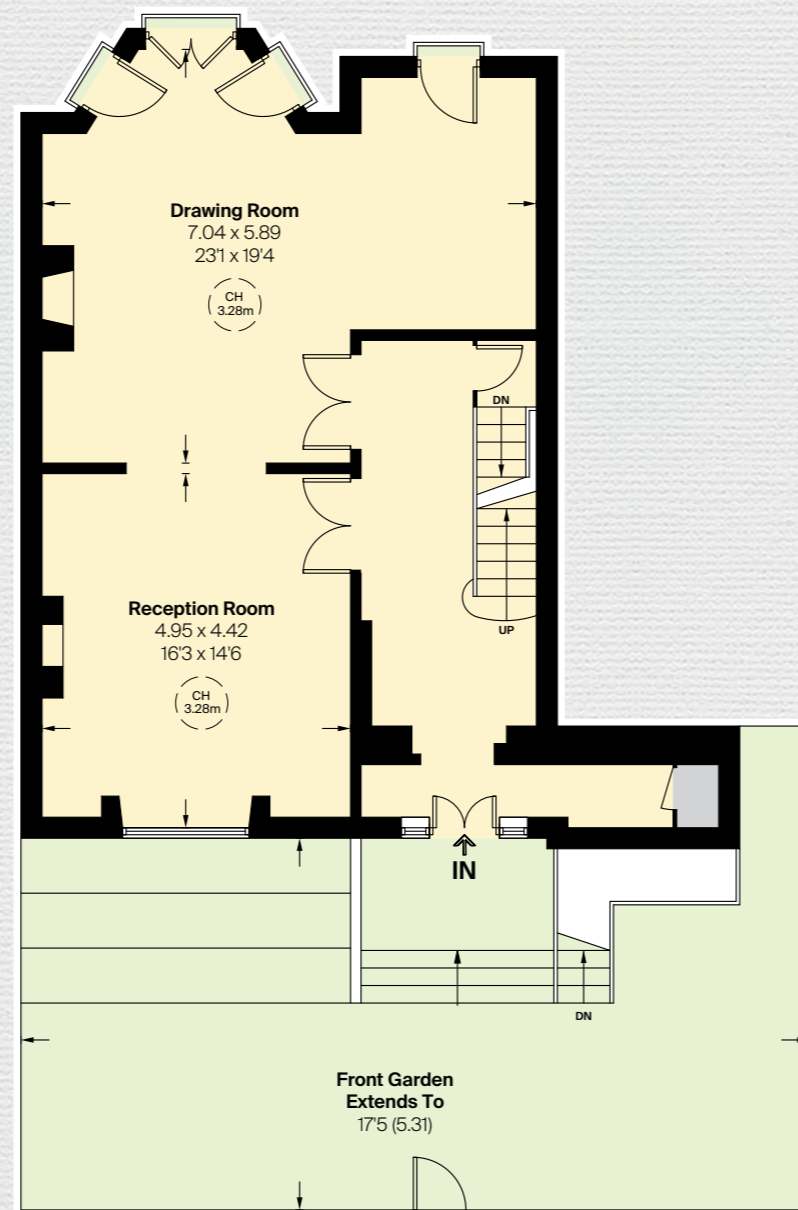 Drawing Room
7.04 x 5.89
23'1 x 19'4
CH
3.28m
DN
UP
Reception Room
4.95 x 4.42
16'3 x 14'6
CH
3.28m
IN
DN
Front Garden
Extends To
17'5 (5.31)